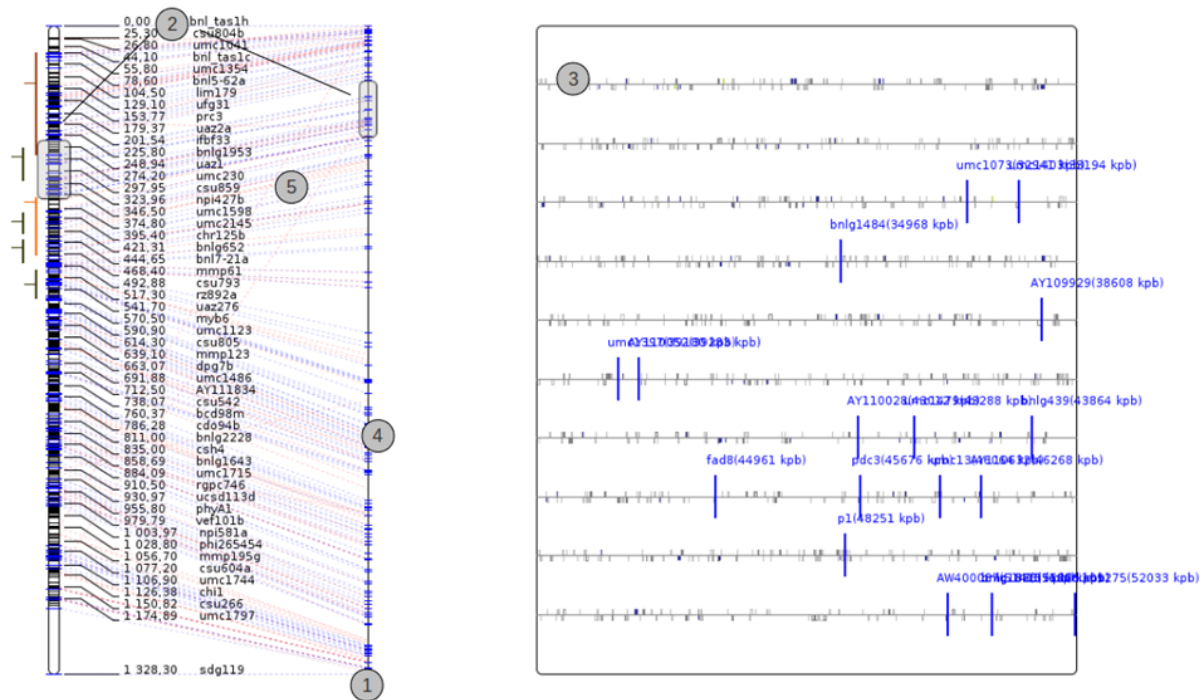 0,00 bnl_tas1h
25,30 csu804b
26,80 umc1041
44,10 bnl_tas1c
55,80 umc1354
78,60 bnl5-62a
104,50 lim179
129,10 ufg31
153,77 prc3
179,37 uaz2a
201,54 ifbf33
225,80 bnlg1953
248,94 uaz1
274,20 umc230
297,95 csu859
323,96 npi427b
346,50 umc1598
374,80 umc2145
395,40 chr125b
421,31 bnlg652
444,65 bnl7-21a
468,40 mmp61
492,88 csu793
517,30 rz892a
541,70 uaz276
570,50 myb6
590,90 umc1123
614,30 csu805
639,10 mmp123
663,07 dpg7b
691,88 umc1486
712,50 AY111834
738,07 csu542
760,37 bcd98m
786,28 cdo94b
811,00 bnlg2228
835,00 csh4
858,69 bnlg1643
884,09 umc1715
910,50 rgpc746
930,97 ucsd113d
955,80 phyA1
979,79 vef101b
1 003,97 npi581a
1 028,80 phi265454
1 056,70 mmp195g
1 077,20 csu604a
1 106,90 umc1744
1 126,38 chi1
1 150,82 csu266
1 174,89 umc1797
1 328,30 sdg119
2
5
4
1
3
bnlg1484(34968 kpb)
AY109929(38608 kpb)
bnlg439(43864 kpb)
fad8(44961 kpb)
p1(48251 kpb)